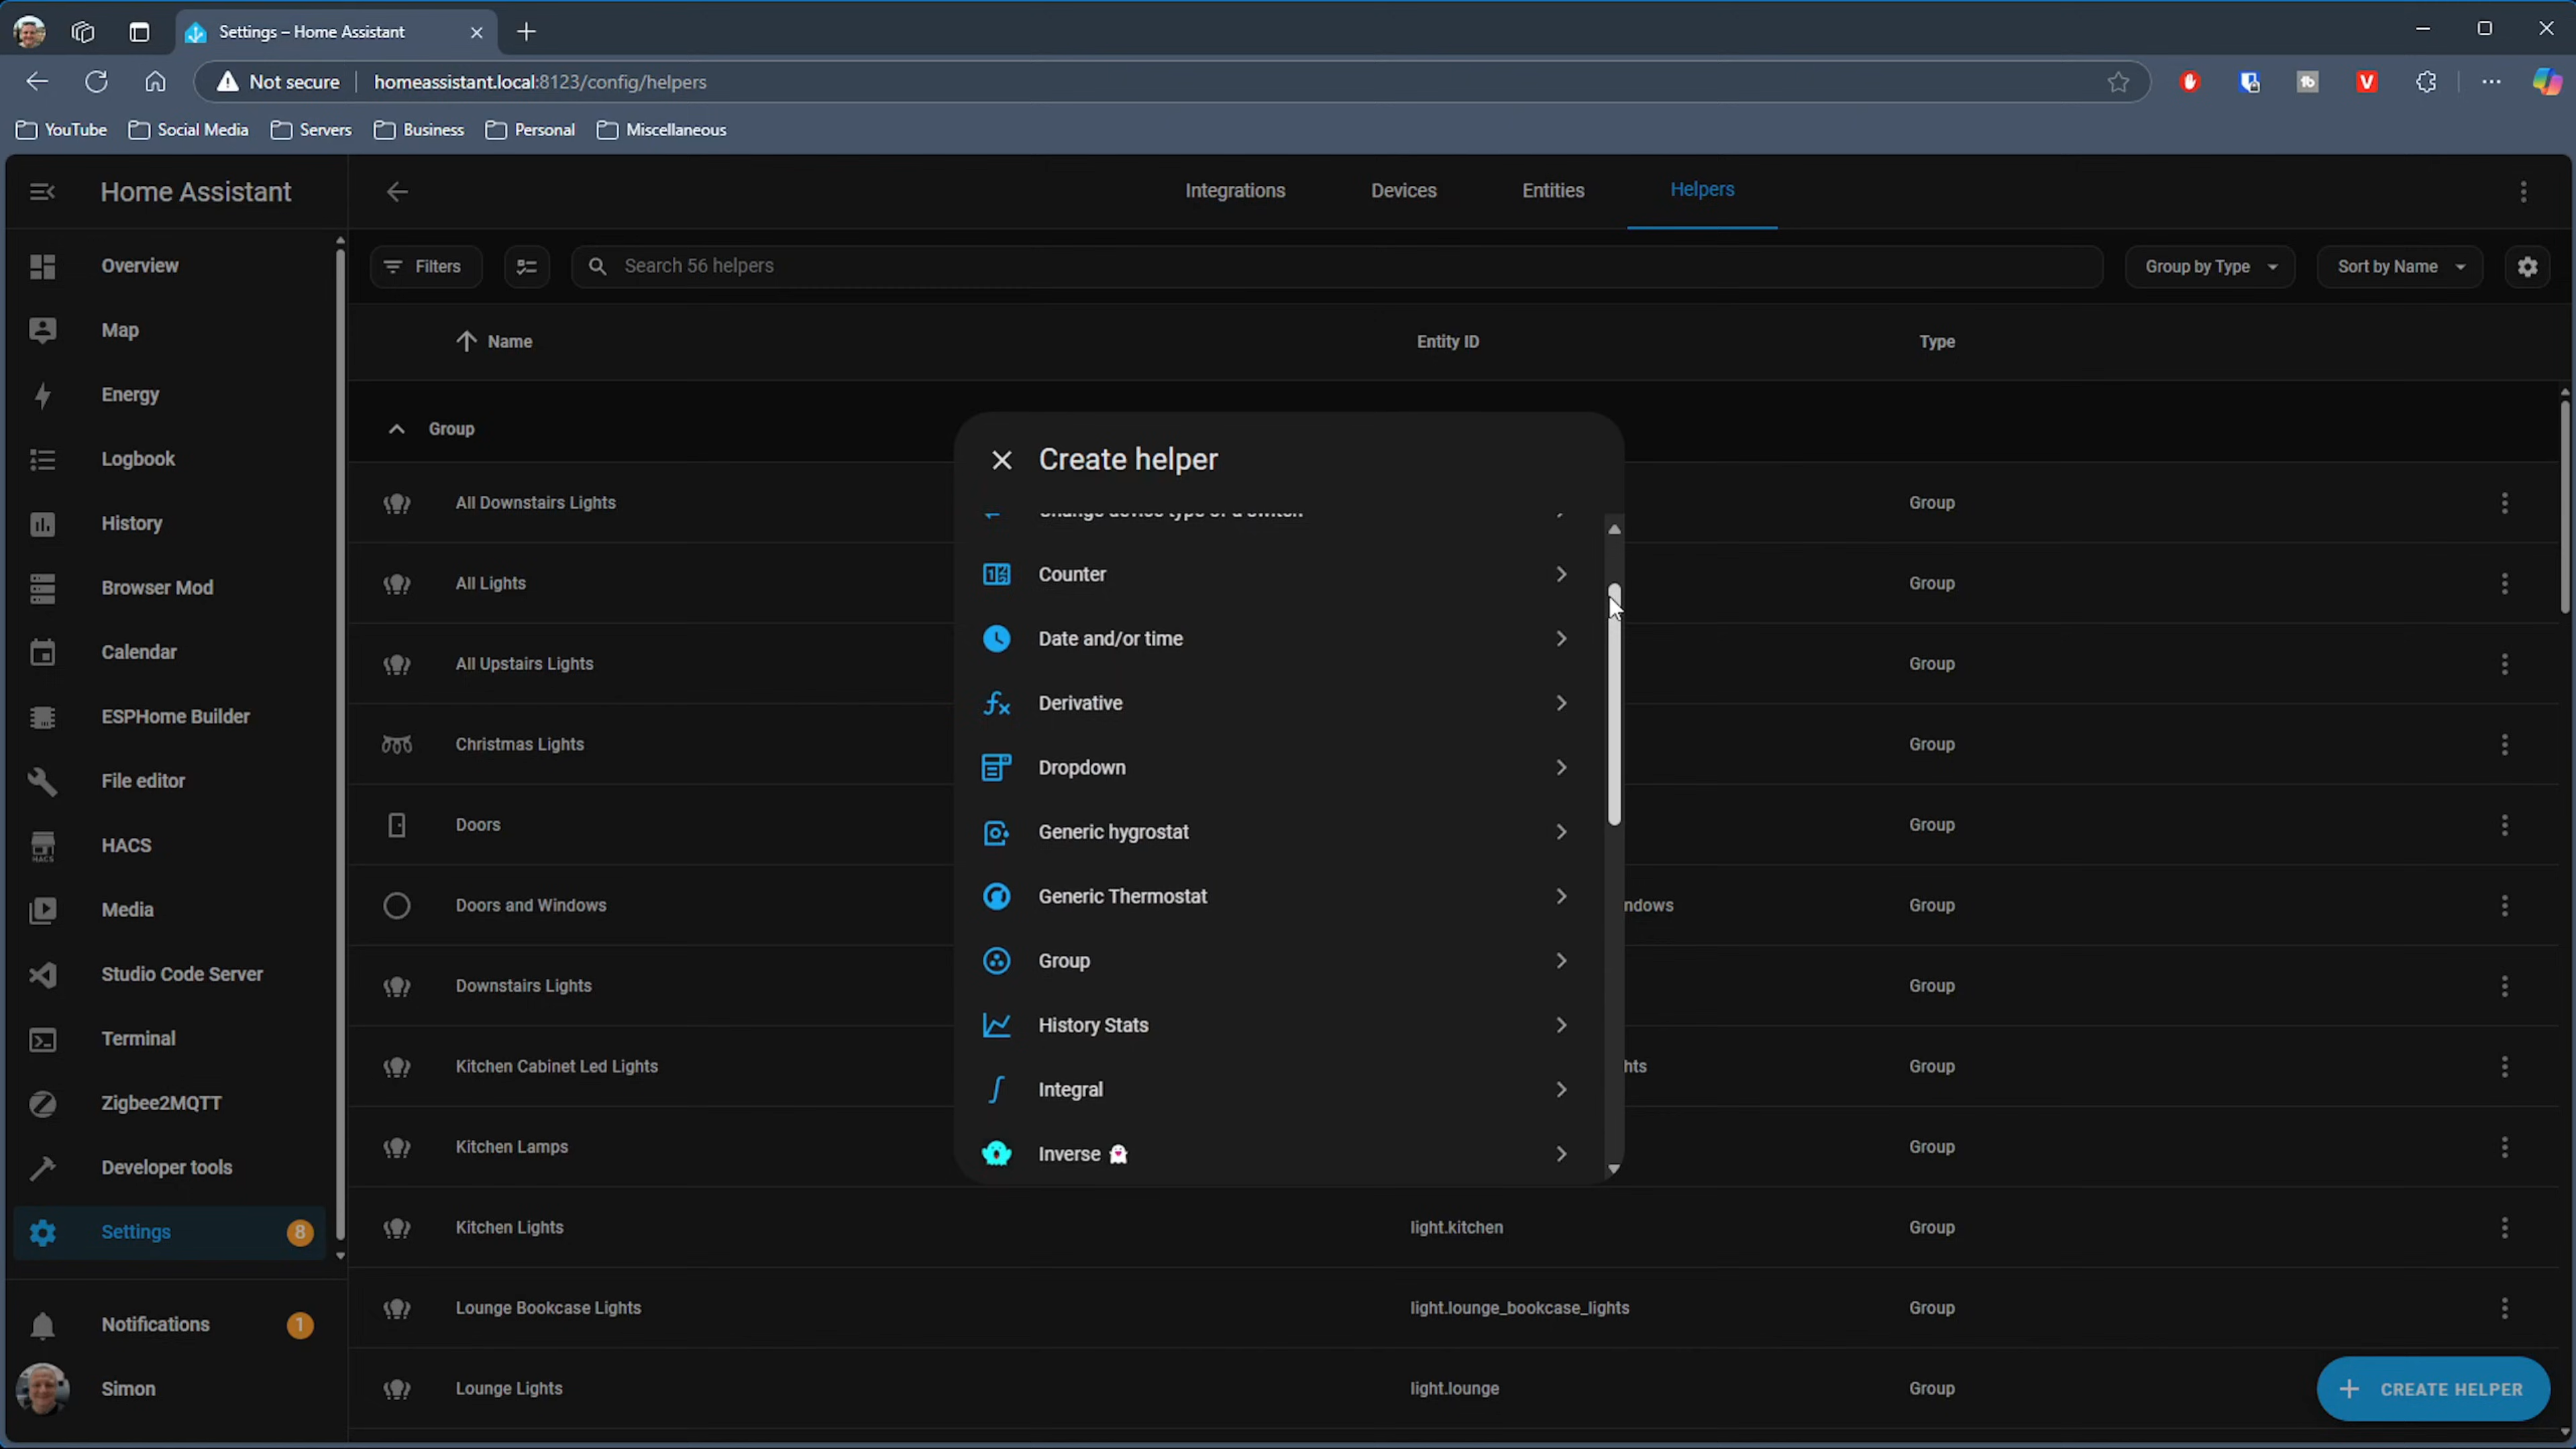 Settings – Home Assistant
Not secure homeassistant.local:8123/config/helpers
YouTube Social Media Servers Business Personal Miscellaneous
Home Assistant
Integrations Devices Entities Helpers
Overview
Map
Energy
Logbook
History
Browser Mod
Calendar
ESPHome Builder
File editor
HACS
Media
Studio Code Server
Terminal
Zigbee2MQTT
Developer tools
Settings 8
Notifications 1
Simon
Filters Search 56 helpers Group by Type Sort by Name
Name Entity ID Type
Group
All Downstairs Lights Group
All Lights Group
All Upstairs Lights Group
Christmas Lights Group
Doors Group
Doors and Windows ndows Group
Downstairs Lights Group
Kitchen Cabinet Led Lights hts Group
Kitchen Lamps Group
Kitchen Lights light.kitchen Group
Lounge Bookcase Lights light.lounge_bookcase_lights Group
Lounge Lights light.lounge Group
Create helper
Change device type of a switch
Counter
Date and/or time
Derivative
Dropdown
Generic hygrostat
Generic Thermostat
Group
History Stats
Integral
Inverse 👻
CREATE HELPER